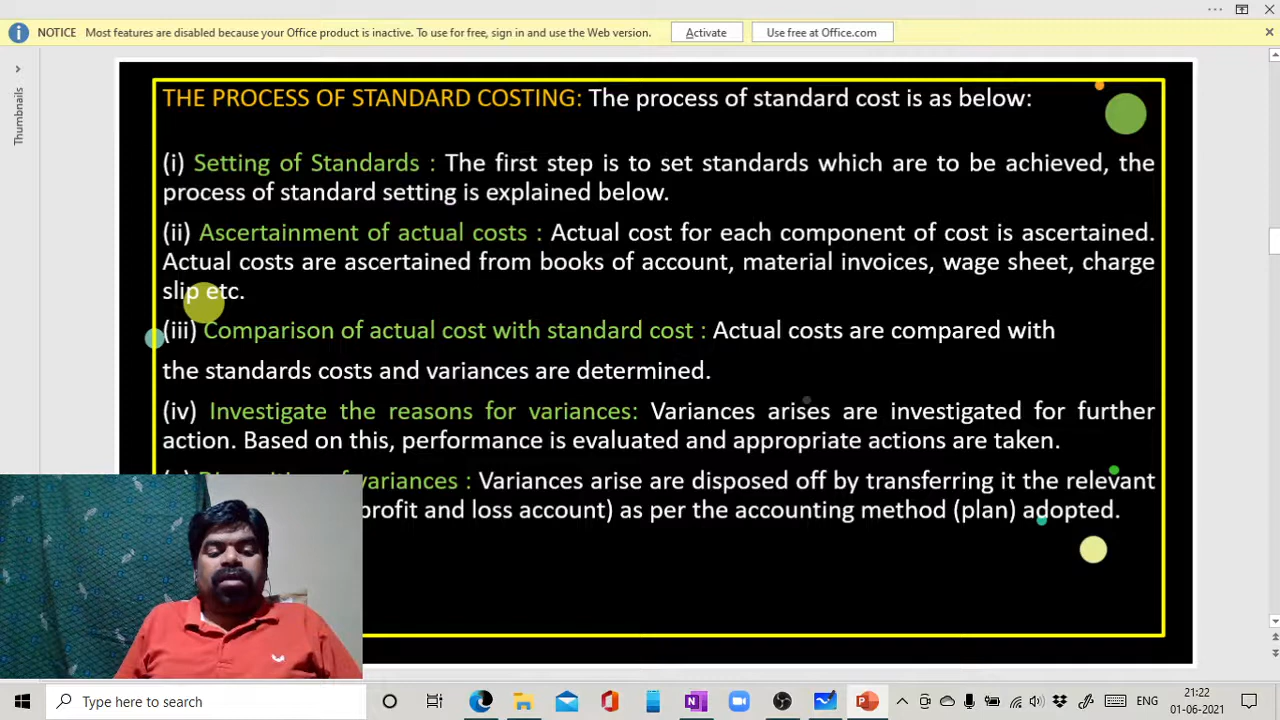 NOTICE Most features are disabled because your Office product is inactive. To use for free, sign in and use the Web version. Activate Use free at Office.com
Thumbnails
THE PROCESS OF STANDARD COSTING: The process of standard cost is as below:
(i) Setting of Standards : The first step is to set standards which are to be achieved, the
process of standard setting is explained below.
(ii) Ascertainment of actual costs : Actual cost for each component of cost is ascertained.
Actual costs are ascertained from books of account, material invoices, wage sheet, charge
slip etc.
(iii) Comparison of actual cost with standard cost : Actual costs are compared with
the standards costs and variances are determined.
(iv) Investigate the reasons for variances: Variances arises are investigated for further
action. Based on this, performance is evaluated and appropriate actions are taken.
variances : Variances arise are disposed off by transferring it the relevant
profit and loss account) as per the accounting method (plan) adopted.
Type here to search
21:22
01-06-2021